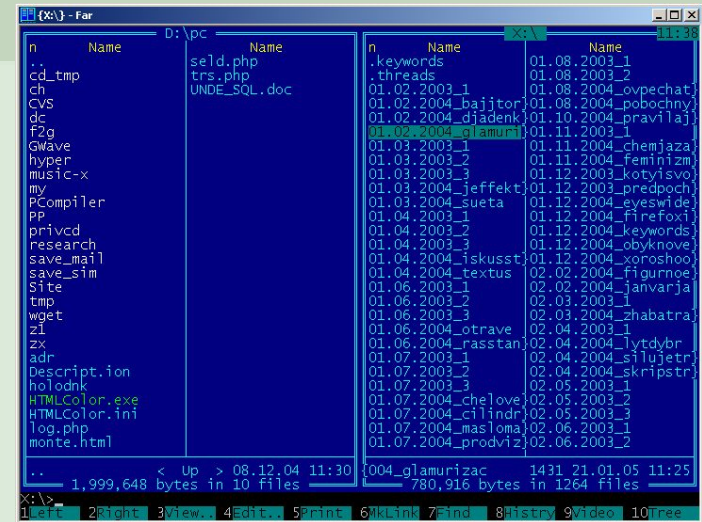 {X:\} - Far
D:\pc
n Name Name
..
cd_tmp
ch
CVS
dc
f2g
GWave
hyper
music-x
my
PCompiler
PP
privcd
research
save_mail
save_sim
Site
tmp
wget
z1
zx
adr
Descript.ion
holodnk
HTMLColor.exe
HTMLColor.ini
log.php
monte.html
seld.php
trs.php
UNDE_SQL.doc
.. < Up > 08.12.04 11:30
1,999,648 bytes in 10 files
X:\ 11:38
n Name Name
.keywords
.threads
01.02.2003_1
01.02.2004_bajjtor}
01.02.2004_djadenk}
01.02.2004_glamuri}
01.03.2003_1
01.03.2003_2
01.03.2003_3
01.03.2004_jeffekt}
01.03.2004_sueta
01.04.2003_1
01.04.2003_2
01.04.2003_3
01.04.2004_iskusst}
01.04.2004_textus
01.06.2003_1
01.06.2003_2
01.06.2003_3
01.06.2004_otrave
01.06.2004_rasstan}
01.07.2003_1
01.07.2003_2
01.07.2003_3
01.07.2004_chelove}
01.07.2004_cilindr}
01.07.2004_masloma}
01.07.2004_prodviz}
01.08.2003_1
01.08.2003_2
01.08.2004_ovpechat}
01.08.2004_pobochny}
01.10.2004_pravilaj}
01.11.2003_1
01.11.2004_chemjaza}
01.11.2004_feminizm}
01.12.2003_kotyisvo}
01.12.2003_predpoch}
01.12.2004_eyeswide}
01.12.2004_firefoxi}
01.12.2004_keywords}
01.12.2004_obyknove}
01.12.2004_xoroshoo}
02.02.2004_figurnoe}
02.02.2004_janvarja}
02.03.2003_1
02.03.2004_zhabatra}
02.04.2003_1
02.04.2004_lytdybr
02.04.2004_silujetr}
02.04.2004_skripstr}
02.05.2003_1
02.05.2003_2
02.05.2003_3
02.06.2003_1
02.06.2003_2
{004_glamurizac 1431 21.01.05 11:25
780,916 bytes in 1264 files
X:\>_
1Left 2Right 3View.. 4Edit.. 5Print 6MkLink 7Find 8Histry 9Video 10Tree